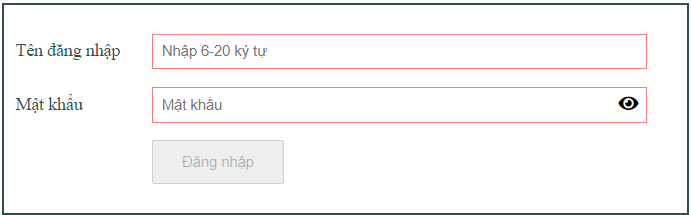 Tên đăng nhập
Nhập 6-20 ký tự
Mật khẩu
Mật khẩu
Đăng nhập